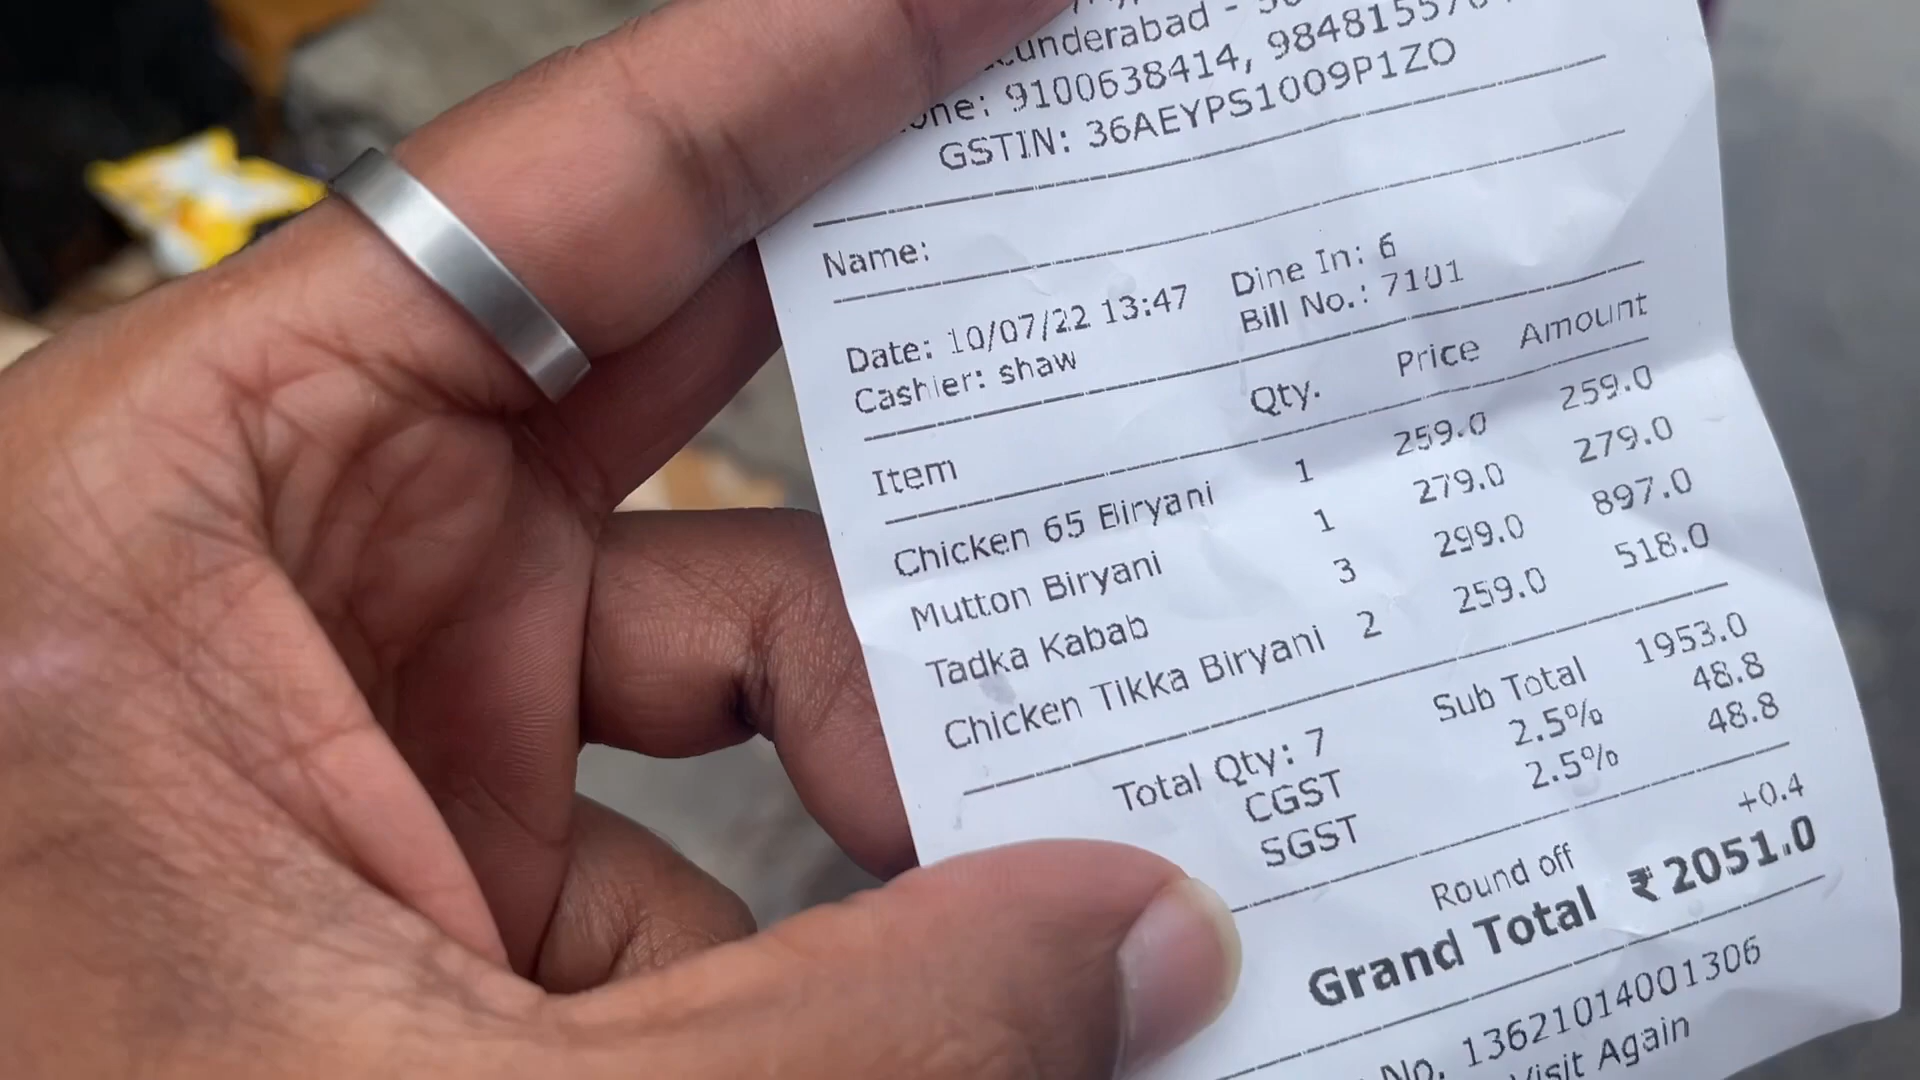 GSTIN: 36AEYPS1009P1ZO
Name:
Date: 10/07/22 13:47 Dine In: 6
Cashier: shaw Bill No.: 7101
Item Qty. Price Amount
Chicken 65 Biryani 1 259.0 259.0
Mutton Biryani 1 279.0 279.0
Tadka Kabab 3 299.0 897.0
Chicken Tikka Biryani 2 259.0 518.0
Total Qty: 7 Sub Total 1953.0
CGST 2.5% 48.8
SGST 2.5% 48.8
Round off +0.4
Grand Total ₹ 2051.0
No. 13621014001306
Visit Again